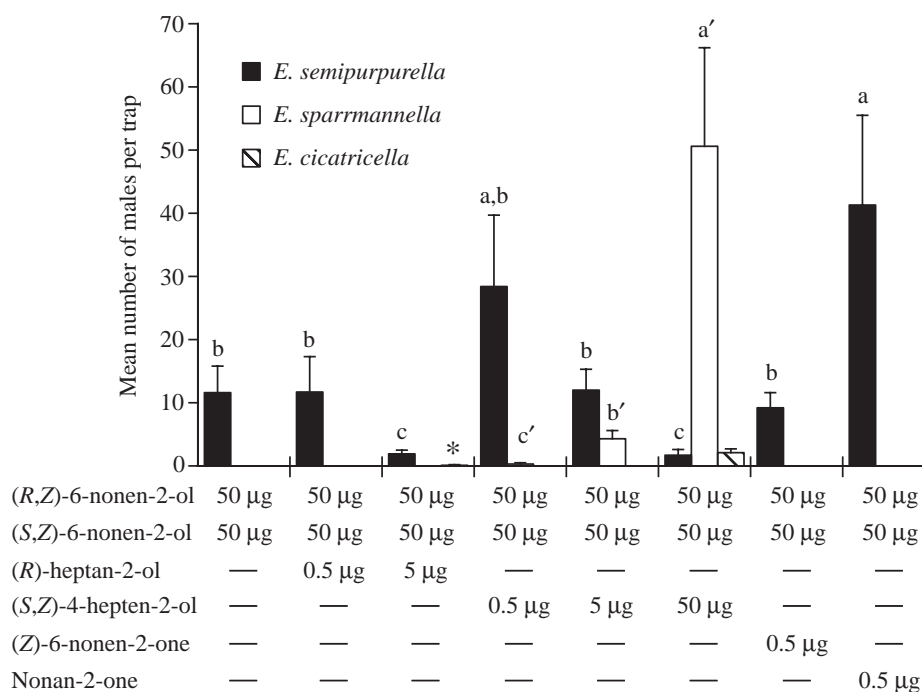 70
60
50
40
30
20
10
0
Mean number of males per trap
E. semipurpurella
E. sparrmannella
E. cicatricella
b
b
c
*
a,b
c′
b
b′
c
a′
b
a
(R,Z)-6-nonen-2-ol 50 μg 50 μg 50 μg 50 μg 50 μg 50 μg 50 μg 50 μg
(S,Z)-6-nonen-2-ol 50 μg 50 μg 50 μg 50 μg 50 μg 50 μg 50 μg 50 μg
(R)-heptan-2-ol — 0.5 μg 5 μg — — — — —
(S,Z)-4-hepten-2-ol — — — 0.5 μg 5 μg 50 μg — —
(Z)-6-nonen-2-one — — — — — — 0.5 μg —
Nonan-2-one — — — — — — — 0.5 μg